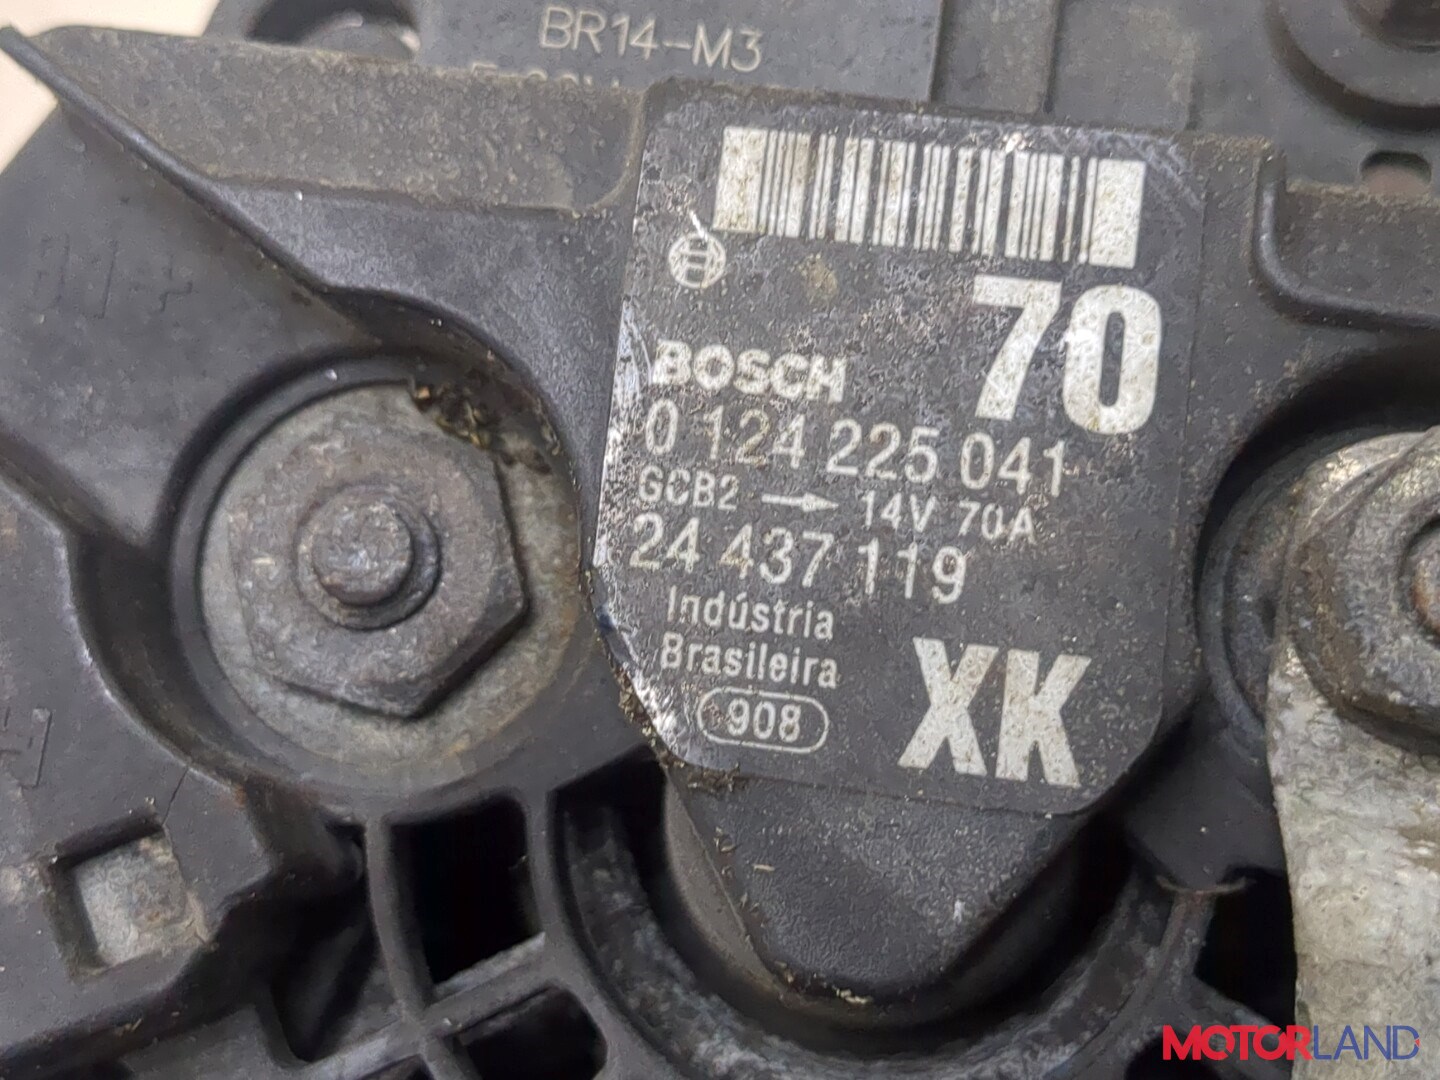 BR14-M3
70
BOSCH
0 124 225 041
GCB2 → 14V 70A
24 437 119
Indústria
Brasileira
908
XK
MOTORLAND